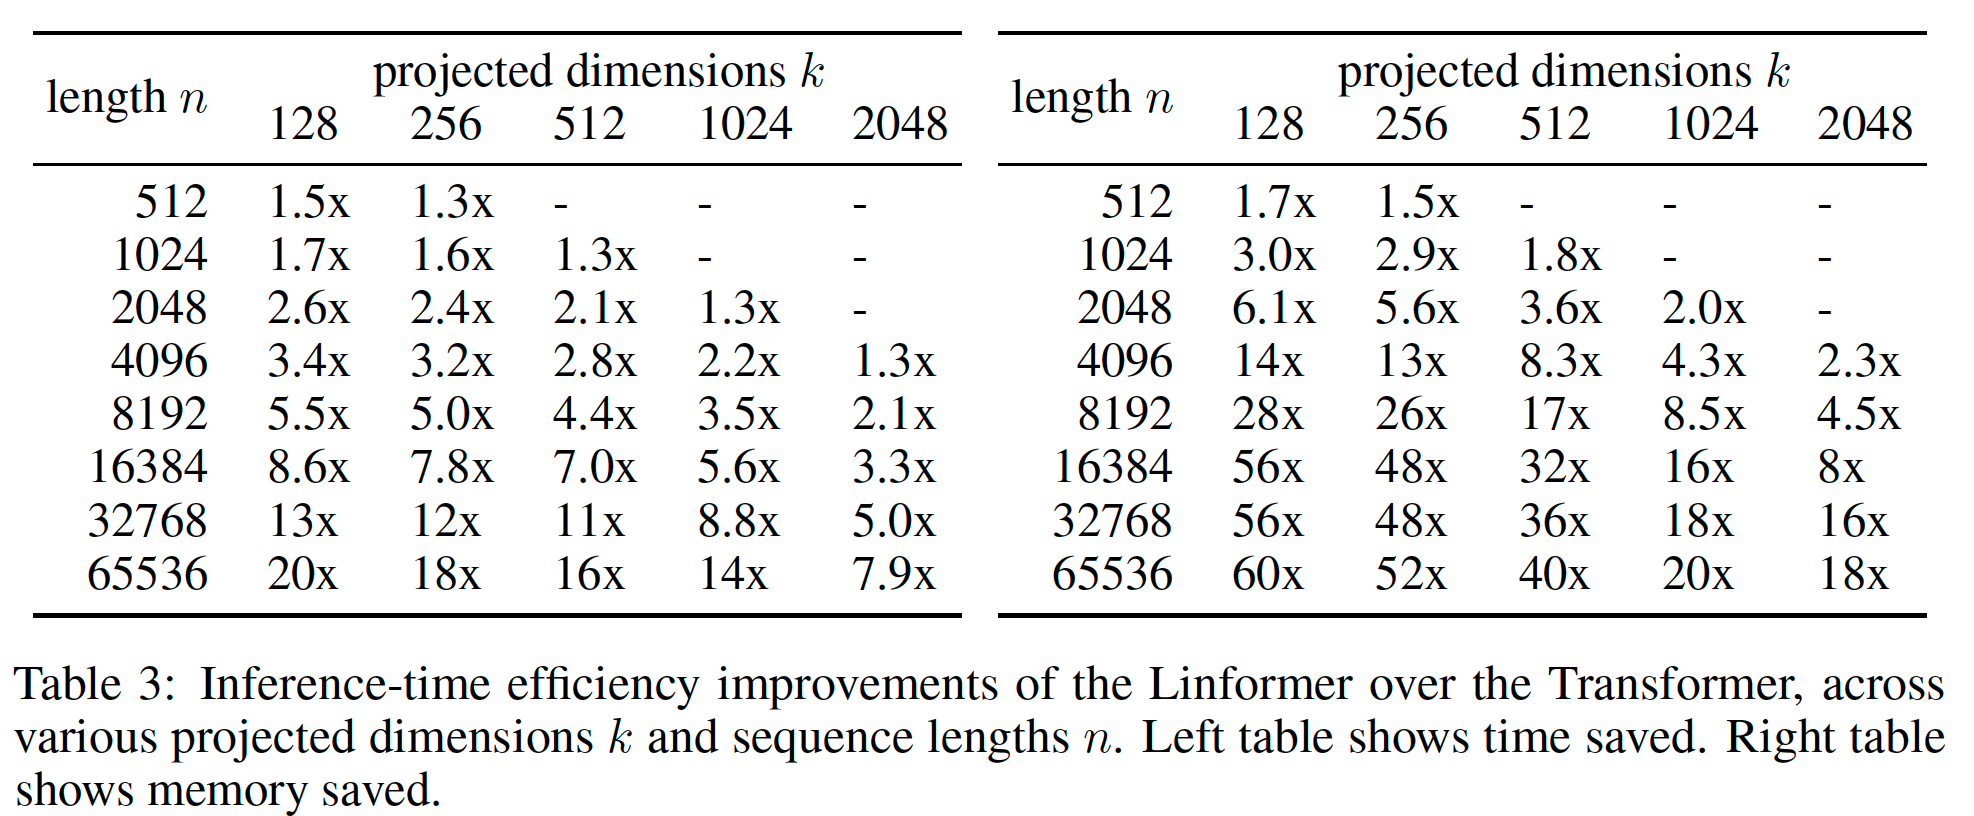 length n projected dimensions k
128 256 512 1024 2048
512 1.5x 1.3x - - -
1024 1.7x 1.6x 1.3x - -
2048 2.6x 2.4x 2.1x 1.3x -
4096 3.4x 3.2x 2.8x 2.2x 1.3x
8192 5.5x 5.0x 4.4x 3.5x 2.1x
16384 8.6x 7.8x 7.0x 5.6x 3.3x
32768 13x 12x 11x 8.8x 5.0x
65536 20x 18x 16x 14x 7.9x
length n projected dimensions k
128 256 512 1024 2048
512 1.7x 1.5x - - -
1024 3.0x 2.9x 1.8x - -
2048 6.1x 5.6x 3.6x 2.0x -
4096 14x 13x 8.3x 4.3x 2.3x
8192 28x 26x 17x 8.5x 4.5x
16384 56x 48x 32x 16x 8x
32768 56x 48x 36x 18x 16x
65536 60x 52x 40x 20x 18x
Table 3: Inference-time efficiency improvements of the Linformer over the Transformer, across
various projected dimensions k and sequence lengths n. Left table shows time saved. Right table
shows memory saved.